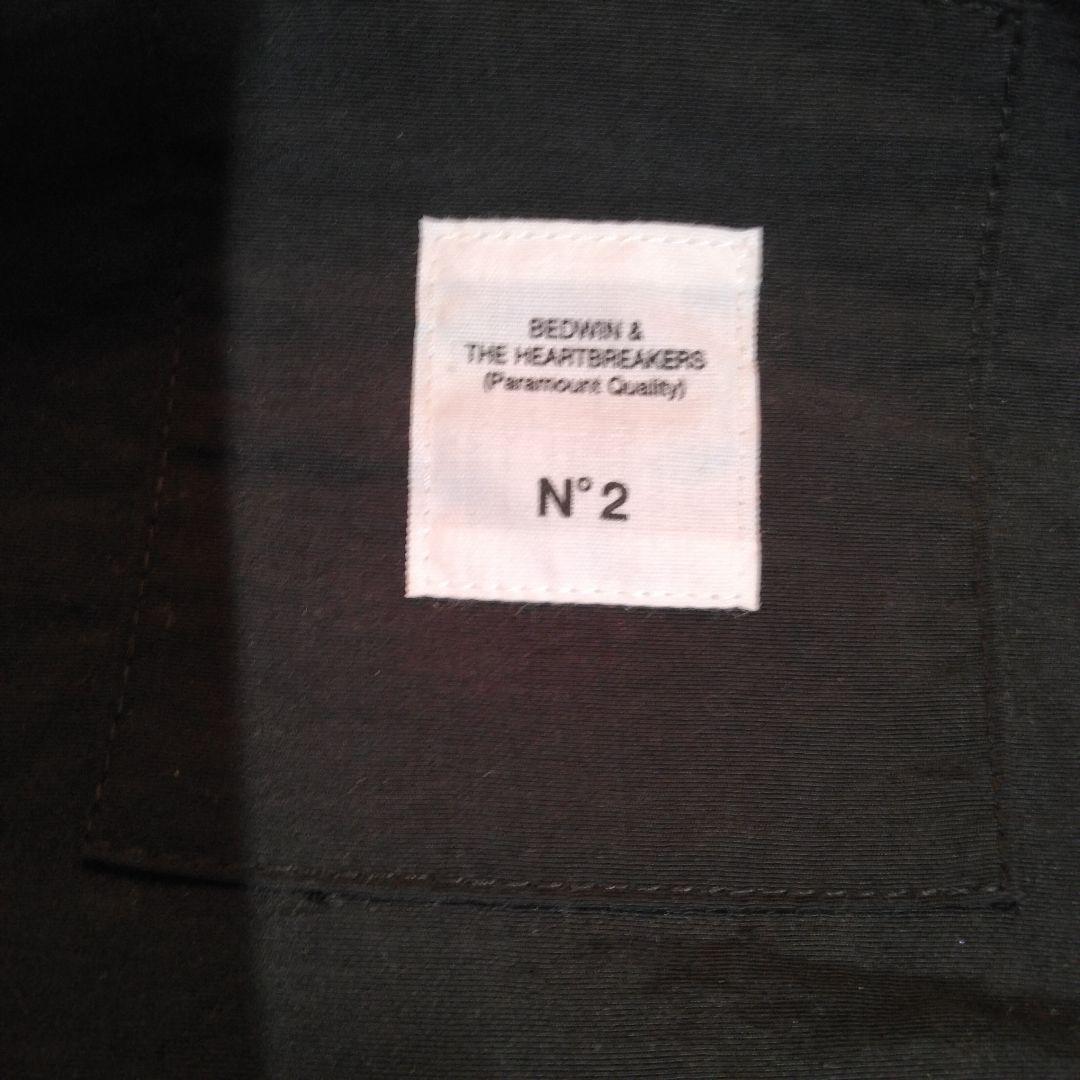 BEDWIN &
THE HEARTBREAKERS
(Paramount Quality)
N° 2